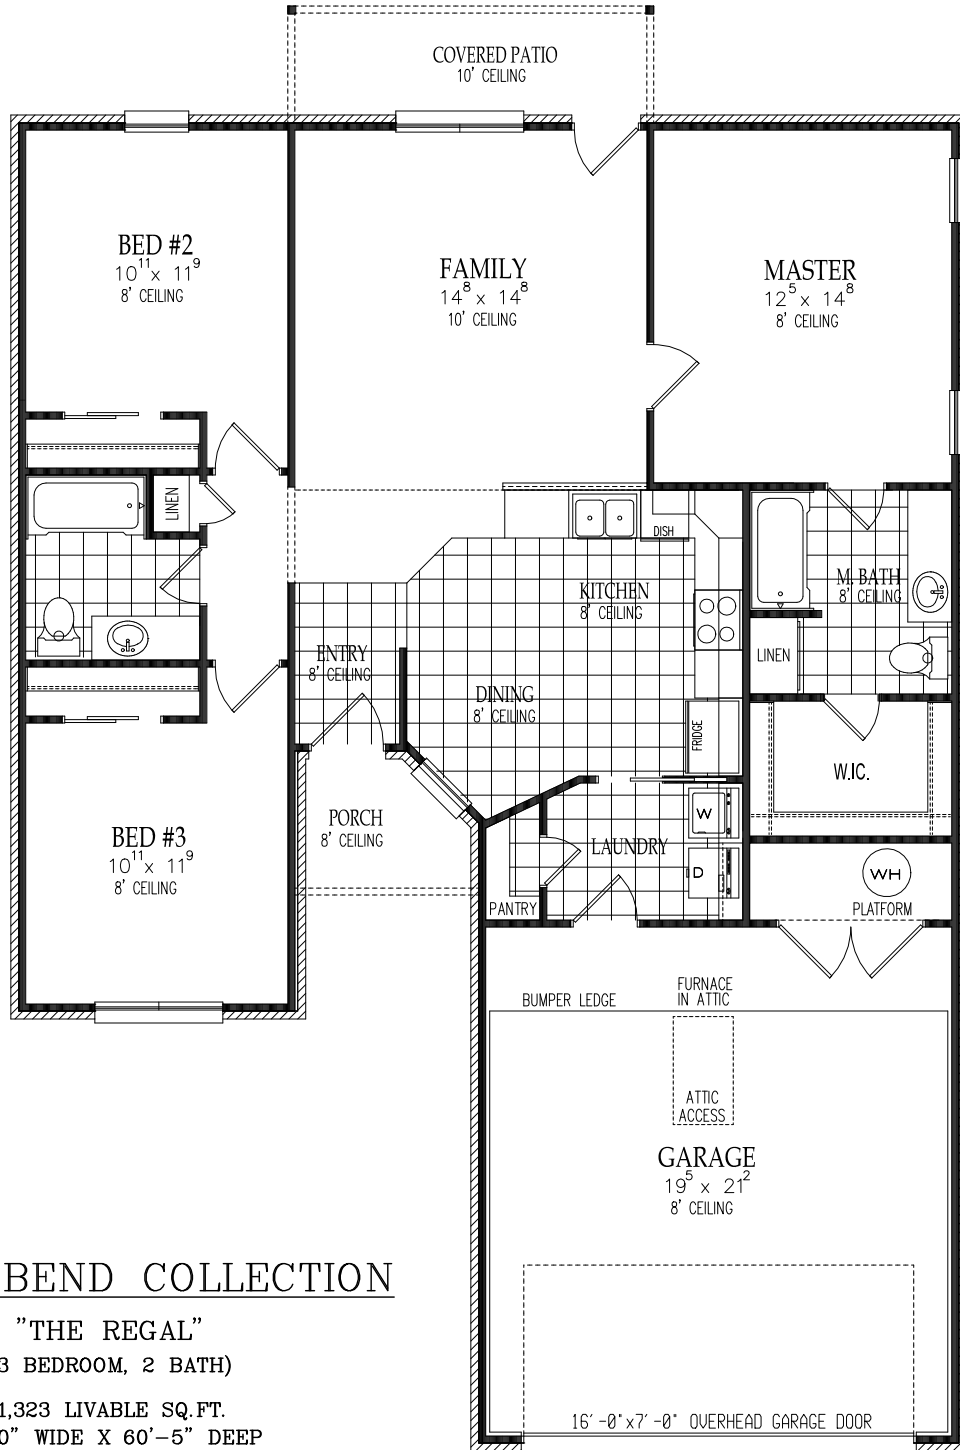 COVERED PATIO
10' CEILING
BED #2
10¹¹ x 11⁹
8' CEILING
FAMILY
14⁸ x 14⁸
10' CEILING
MASTER
12⁵ x 14⁸
8' CEILING
LINEN
DISH
KITCHEN
8' CEILING
M. BATH
8' CEILING
ENTRY
8' CEILING
LINEN
DINING
8' CEILING
FRIDGE
W.I.C.
PORCH
8' CEILING
BED #3
10¹¹ x 11⁹
8' CEILING
W
LAUNDRY
D
WH
PANTRY
PLATFORM
FURNACE
IN ATTIC
BUMPER LEDGE
ATTIC
ACCESS
GARAGE
19⁵ x 21²
8' CEILING
BEND COLLECTION
"THE REGAL"
3 BEDROOM, 2 BATH)
1,323 LIVABLE SQ.FT.
0" WIDE X 60'-5" DEEP
16'-0"x7'-0" OVERHEAD GARAGE DOOR